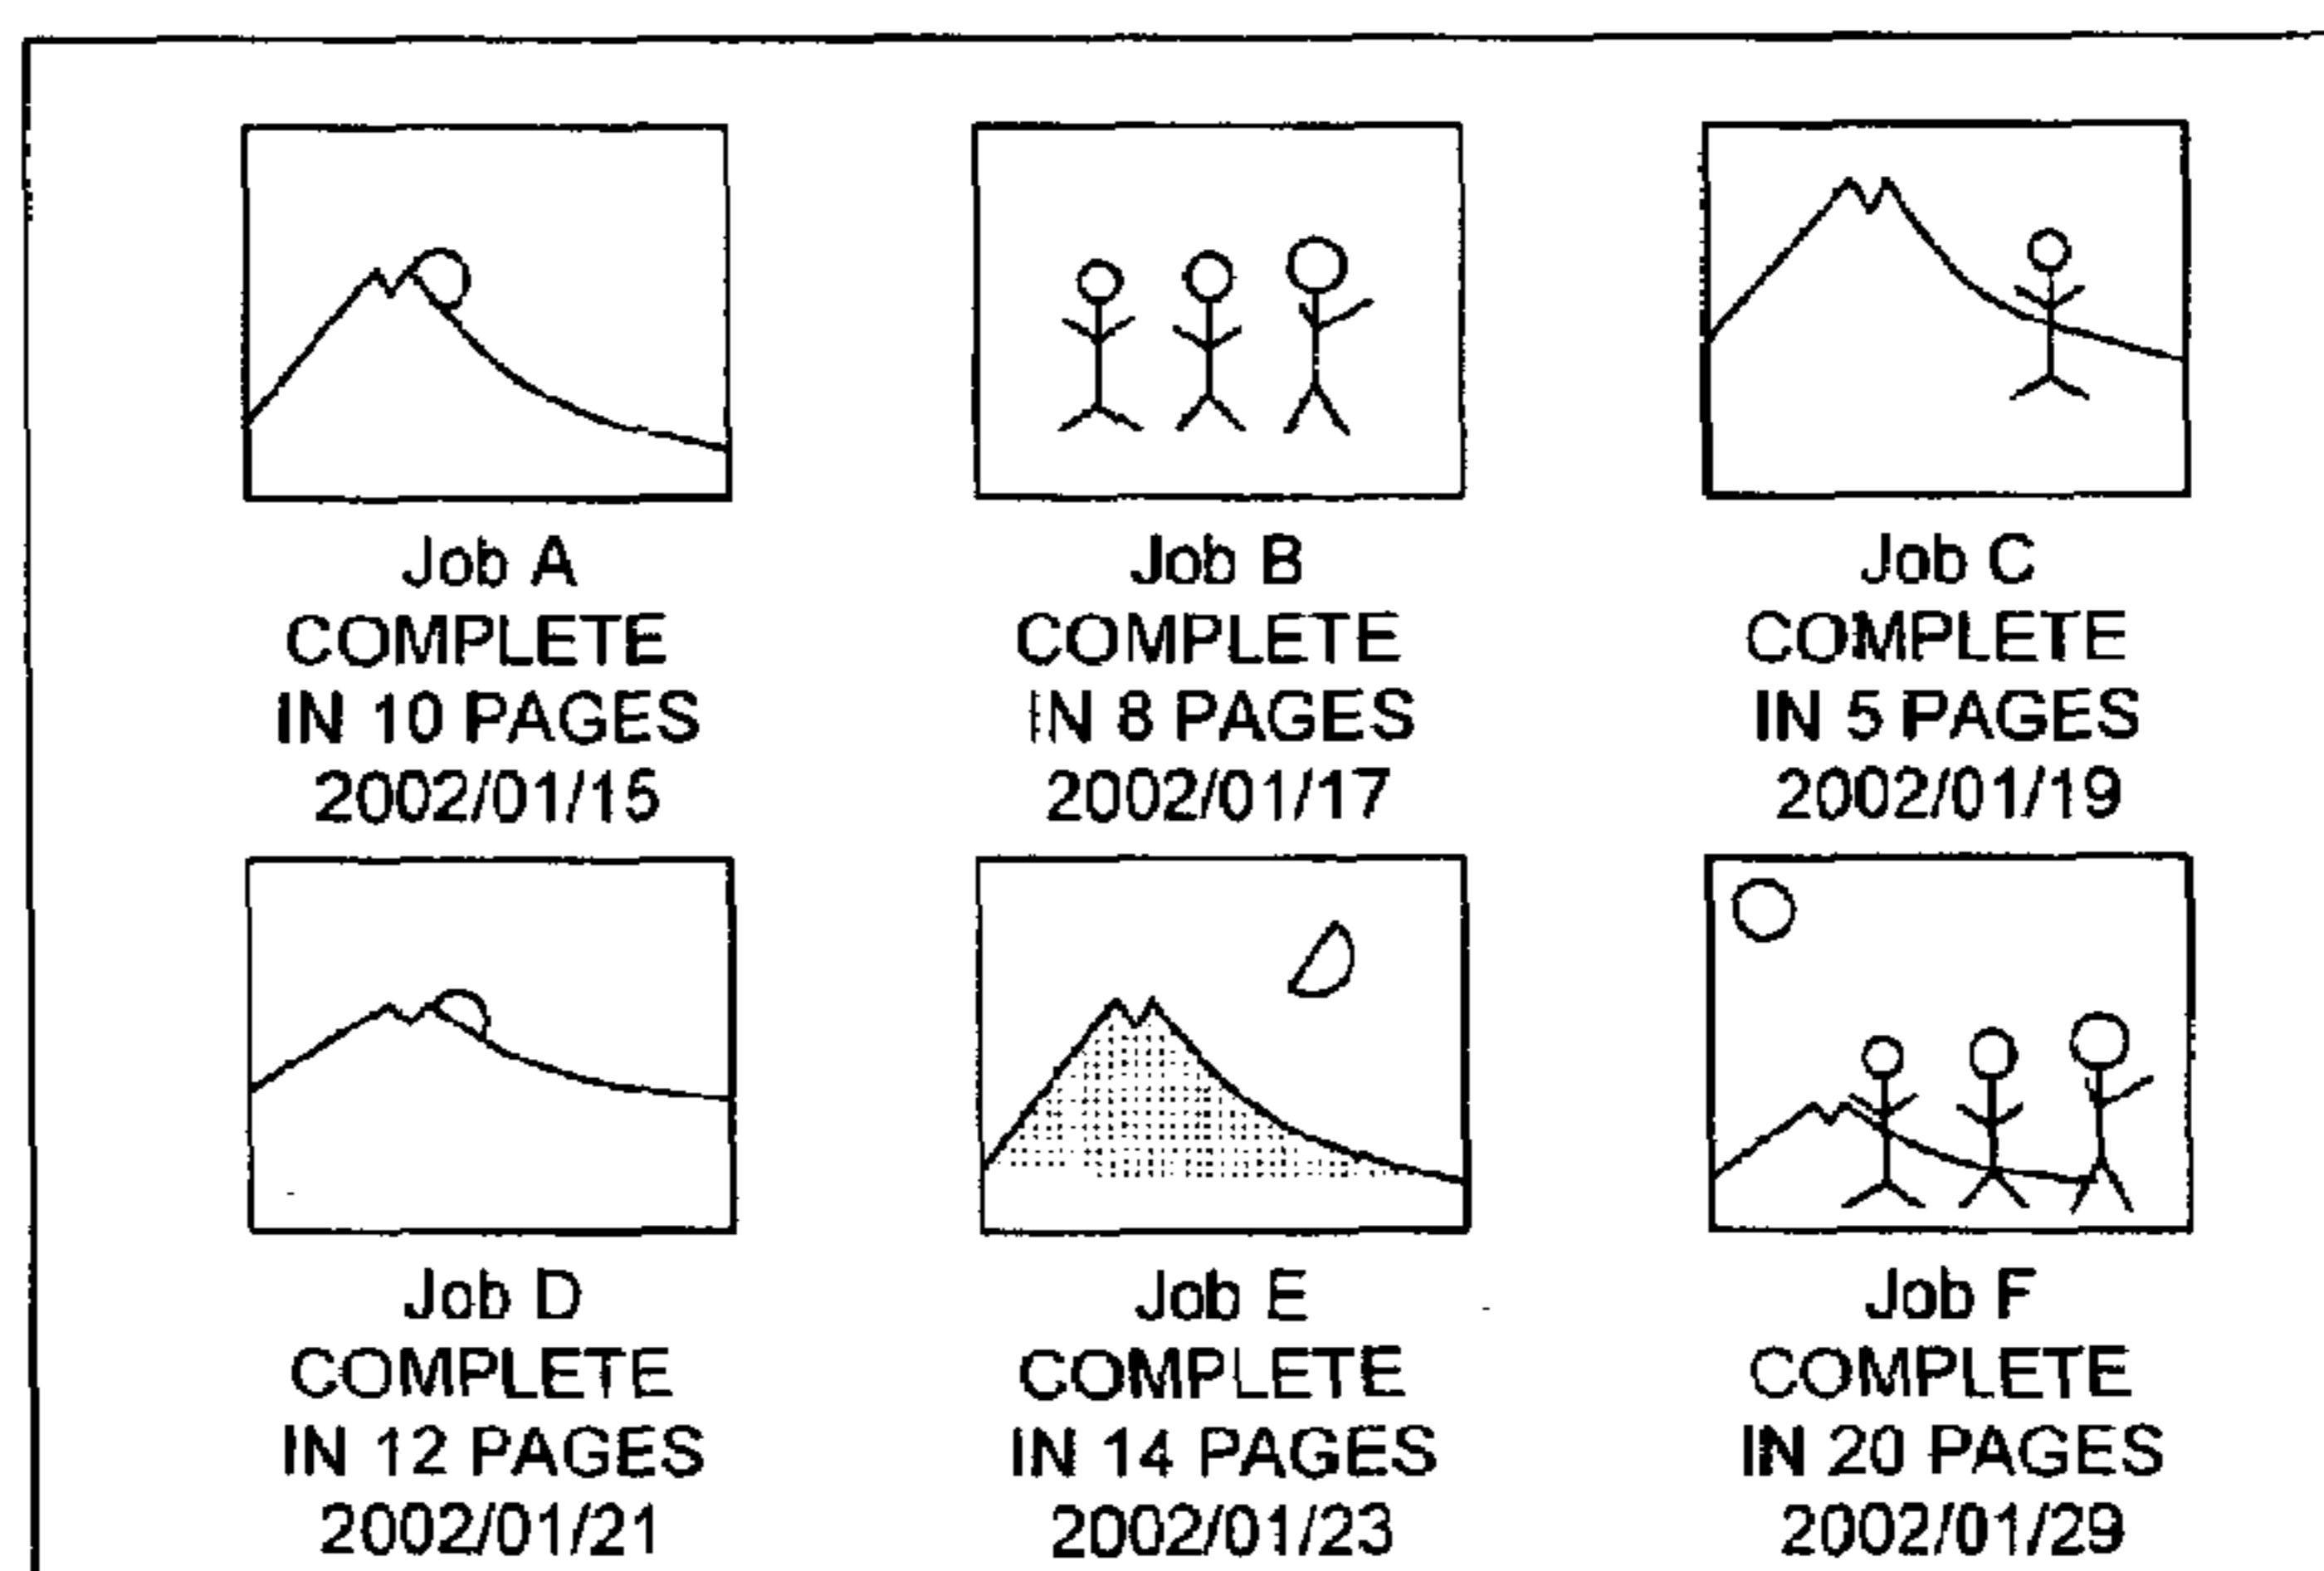 Job A
COMPLETE
IN 10 PAGES
2002/01/15
Job B
COMPLETE
IN 8 PAGES
2002/01/17
Job C
COMPLETE
IN 5 PAGES
2002/01/19
Job D
COMPLETE
IN 12 PAGES
2002/01/21
Job E
COMPLETE
IN 14 PAGES
2002/01/23
Job F
COMPLETE
IN 20 PAGES
2002/01/29